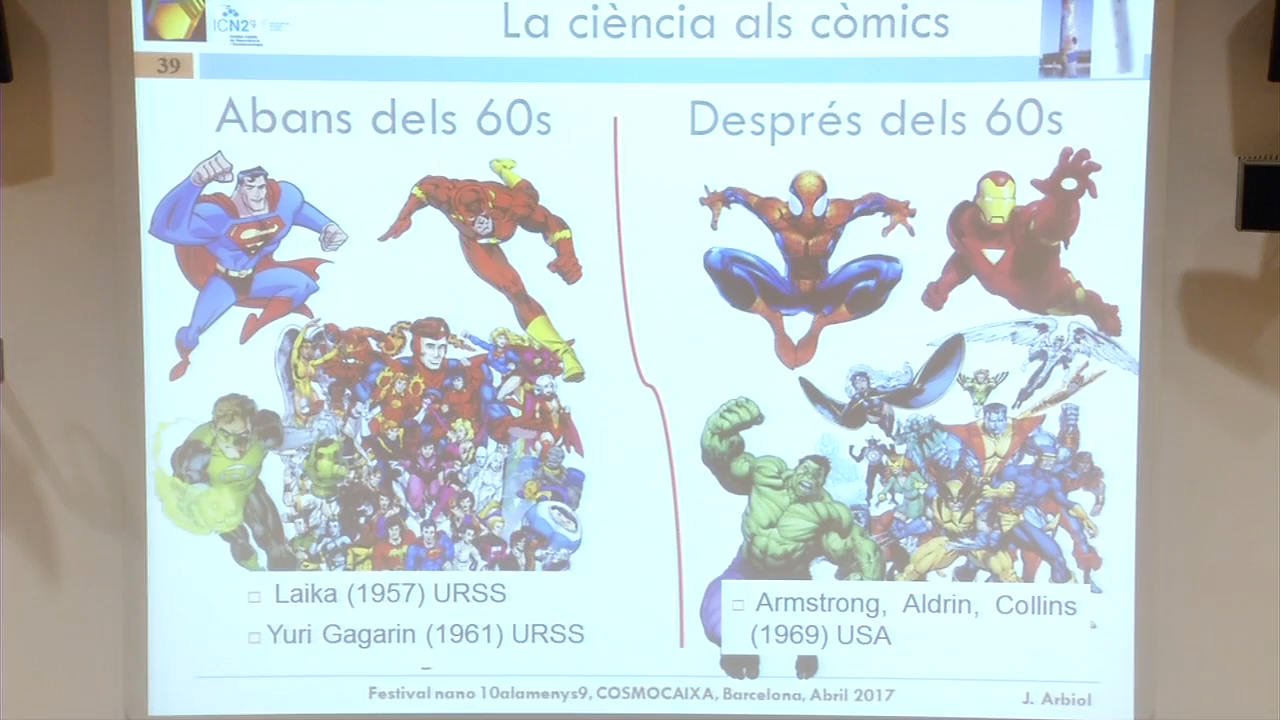 La ciència als còmics
ICN2
39
Abans dels 60s
Després dels 60s
□ Laika (1957) URSS
□ Yuri Gagarin (1961) URSS
□ Armstrong, Aldrin, Collins
(1969) USA
Festival nano 10alamenys9, COSMOCAIXA, Barcelona, Abril 2017
J. Arbiol